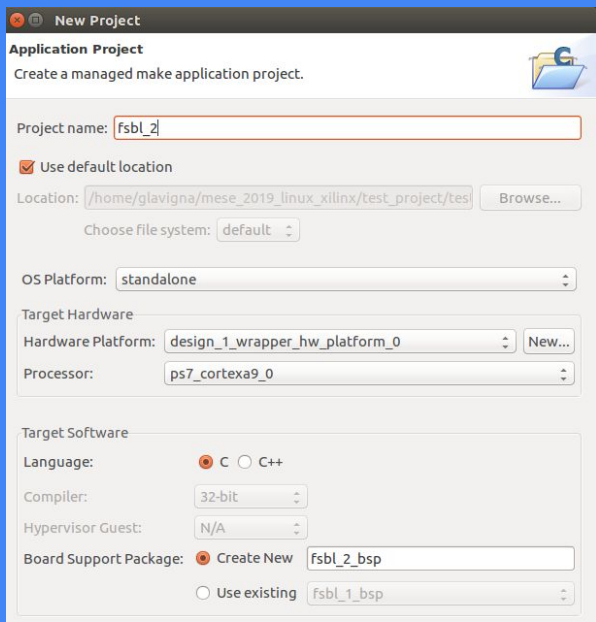 New Project
Application Project
Create a managed make application project.
Project name: fsbl_2
Use default location
Location: /home/glavigna/mese_2019_linux_xilinx/test_project/test Browse...
Choose file system: default
OS Platform: standalone
Target Hardware
Hardware Platform: design_1_wrapper_hw_platform_0 New...
Processor: ps7_cortexa9_0
Target Software
Language: C C++
Compiler: 32-bit
Hypervisor Guest: N/A
Board Support Package: Create New fsbl_2_bsp
Use existing fsbl_1_bsp